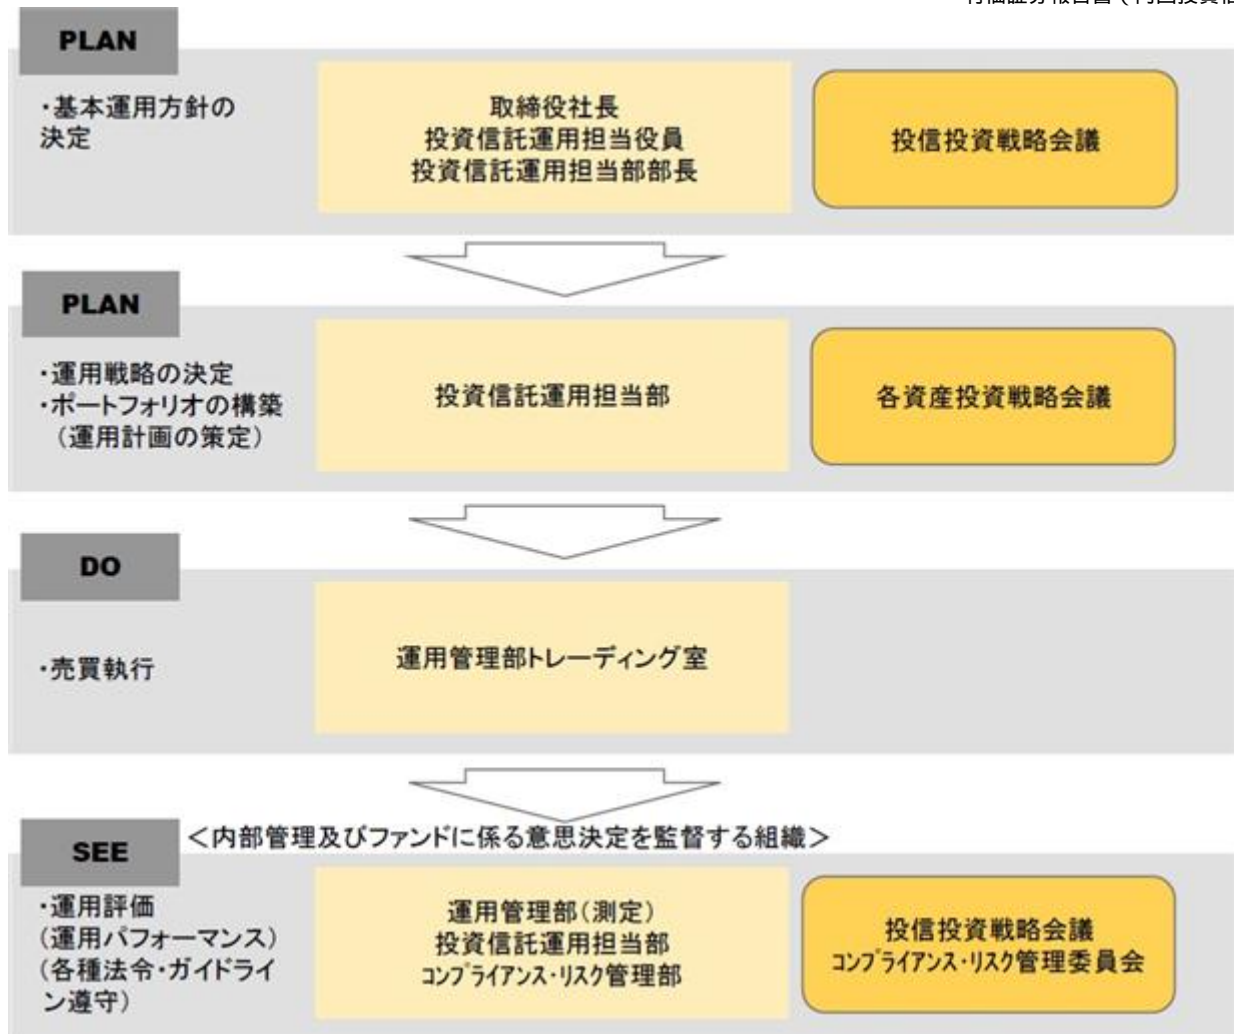 PLAN
・基本運用方針の
決定
取締役社長
投資信託運用担当役員
投資信託運用担当部部長
投信投資戦略会議
PLAN
・運用戦略の決定
・ポートフォリオの構築
（運用計画の策定）
投資信託運用担当部
各資産投資戦略会議
DO
・売買執行
運用管理部トレーディング室
SEE
＜内部管理及びファンドに係る意思決定を監督する組織＞
・運用評価
(運用パフォーマンス)
(各種法令・ガイドライ
ン遵守)
運用管理部(測定)
投資信託運用担当部
ｺﾝﾌﾟﾗｲｱﾝｽ・ﾘｽｸ管理部
投信投資戦略会議
ｺﾝﾌﾟﾗｲｱﾝｽ・ﾘｽｸ管理委員会